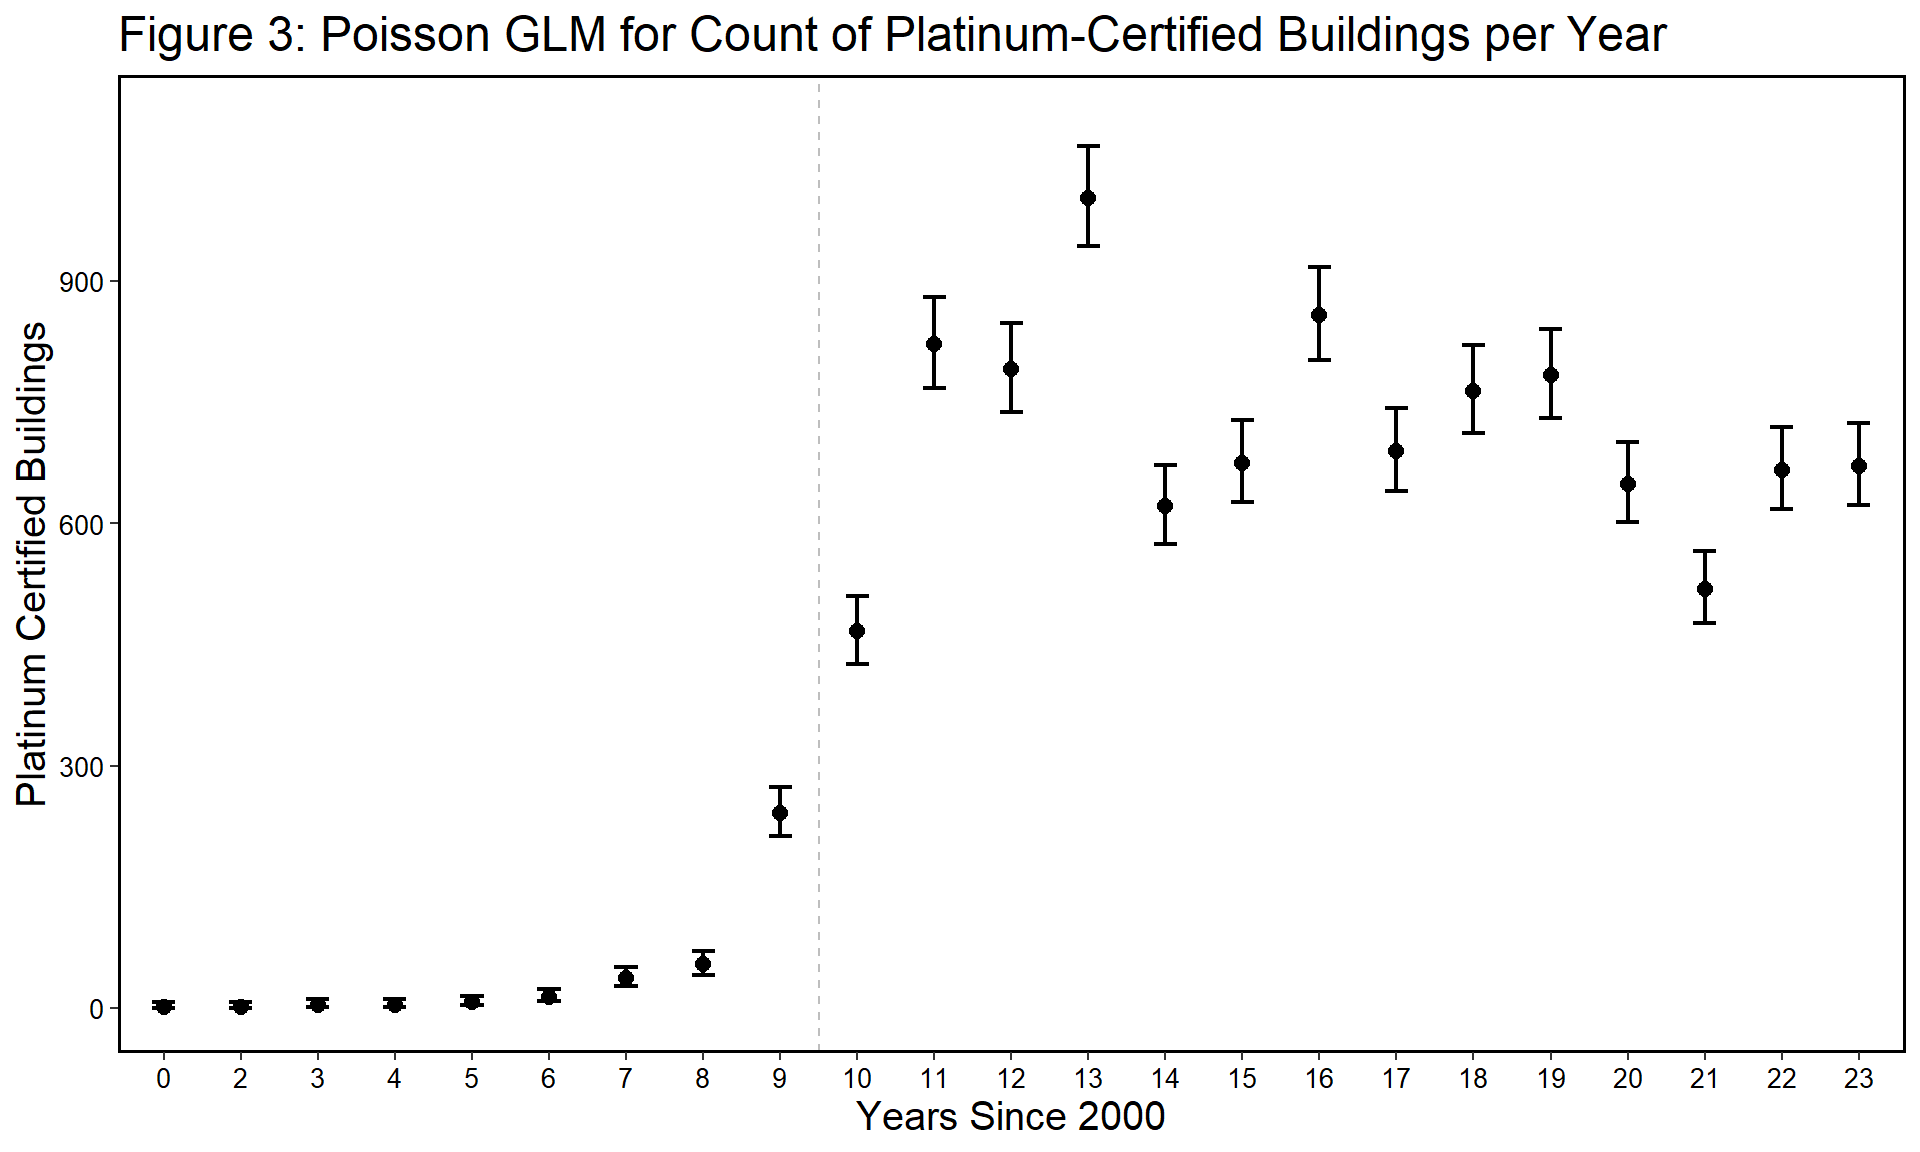 Figure 3: Poisson GLM for Count of Platinum-Certified Buildings per Year
Platinum Certified Buildings
900
600
300
0
0 2 3 4 5 6 7 8 9 10 11 12 13 14 15 16 17 18 19 20 21 22 23
Years Since 2000